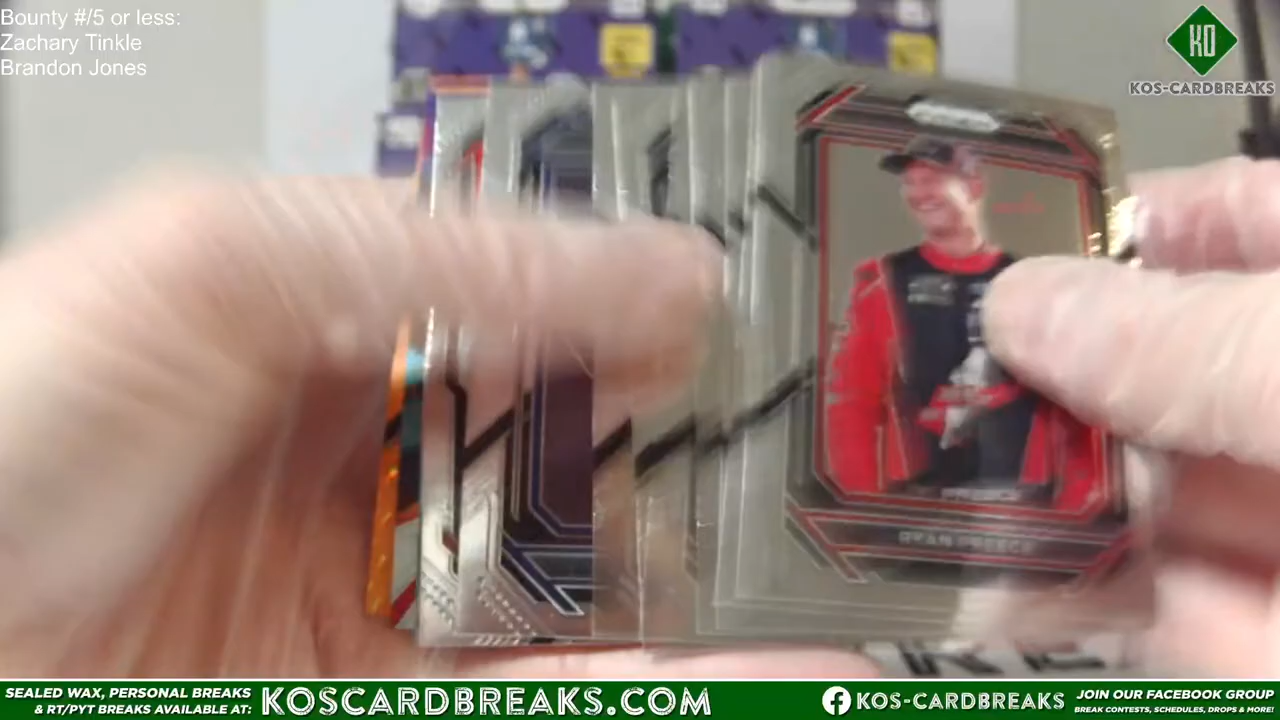 Bounty #/5 or less:
Zachary Tinkle
Brandon Jones
KO
KOS-CARDBREAKS
PREECE
RYAN PREECE
SEALED WAX, PERSONAL BREAKS
& RT/PYT BREAKS AVAILABLE AT:
KOSCARDBREAKS.COM
KOS-CARDBREAKS
JOIN OUR FACEBOOK GROUP
BREAK CONTESTS, SCHEDULES, DROPS & MORE!